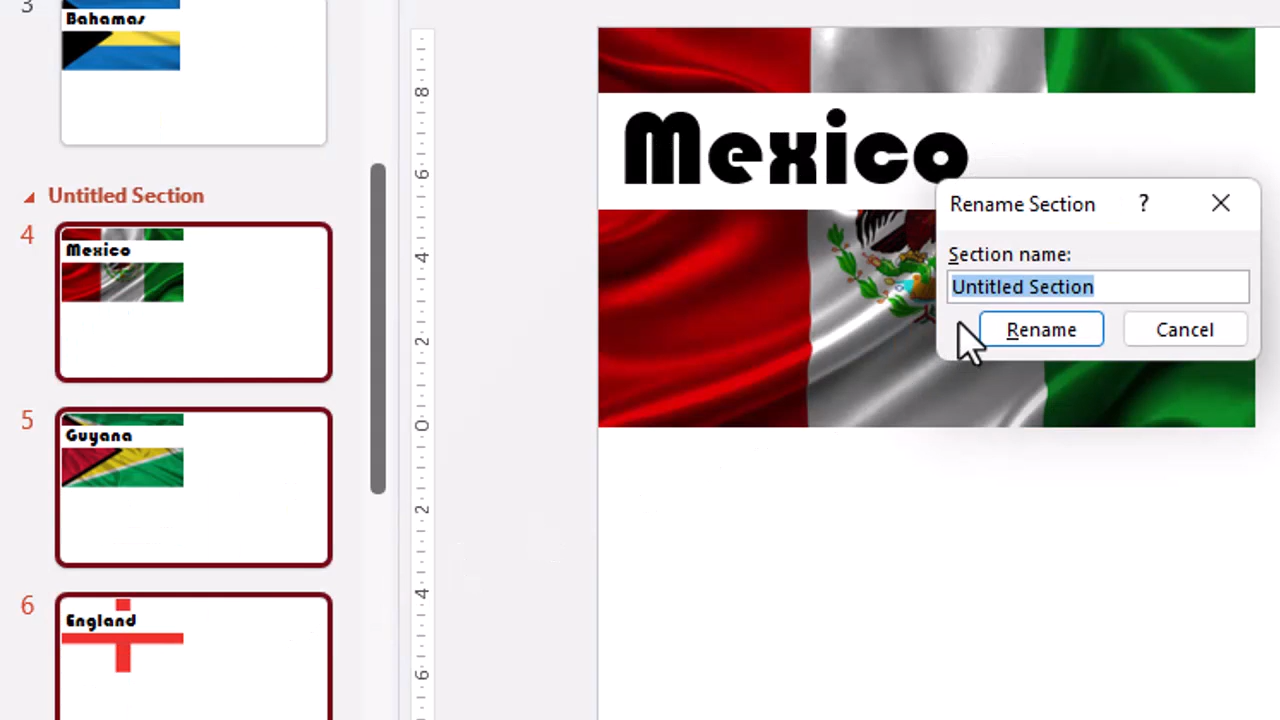 3
Bahamas
Untitled Section
4
Mexico
5
Guyana
6
England
8
6
4
2
0
2
4
6
Mexico
Rename Section ?
Section name:
Untitled Section
Rename Cancel